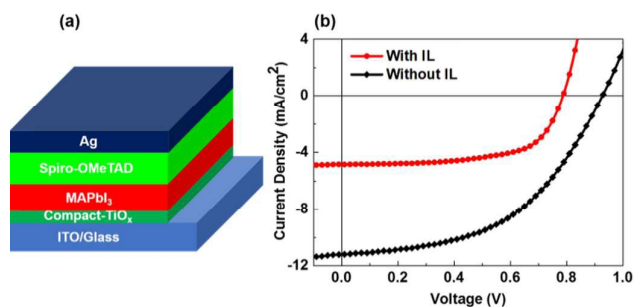 (a)
Ag
Spiro-OMeTAD
MAPbI₃
Compact-TiOₓ
ITO/Glass
(b)
With IL
Without IL
Current Density (mA/cm²)
4
0
-4
-8
-12
0.0 0.2 0.4 0.6 0.8 1.0
Voltage (V)